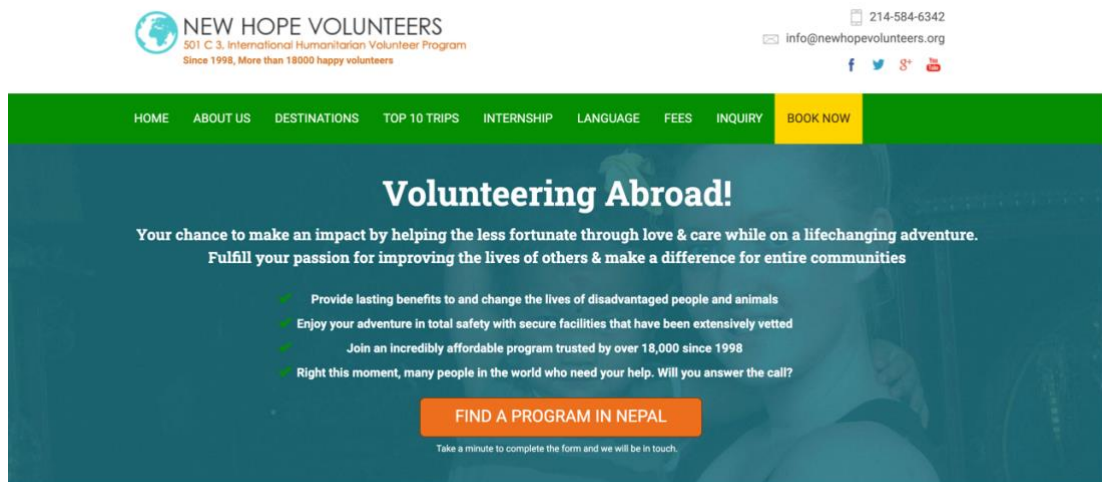 NEW HOPE VOLUNTEERS
501 C 3, International Humanitarian Volunteer Program
Since 1998, More than 18000 happy volunteers
214-584-6342
info@newhopevolunteers.org
HOME ABOUT US DESTINATIONS TOP 10 TRIPS INTERNSHIP LANGUAGE FEES INQUIRY BOOK NOW
Volunteering Abroad!
Your chance to make an impact by helping the less fortunate through love & care while on a lifechanging adventure.
Fulfill your passion for improving the lives of others & make a difference for entire communities
Provide lasting benefits to and change the lives of disadvantaged people and animals
Enjoy your adventure in total safety with secure facilities that have been extensively vetted
Join an incredibly affordable program trusted by over 18,000 since 1998
Right this moment, many people in the world who need your help. Will you answer the call?
FIND A PROGRAM IN NEPAL
Take a minute to complete the form and we will be in touch.